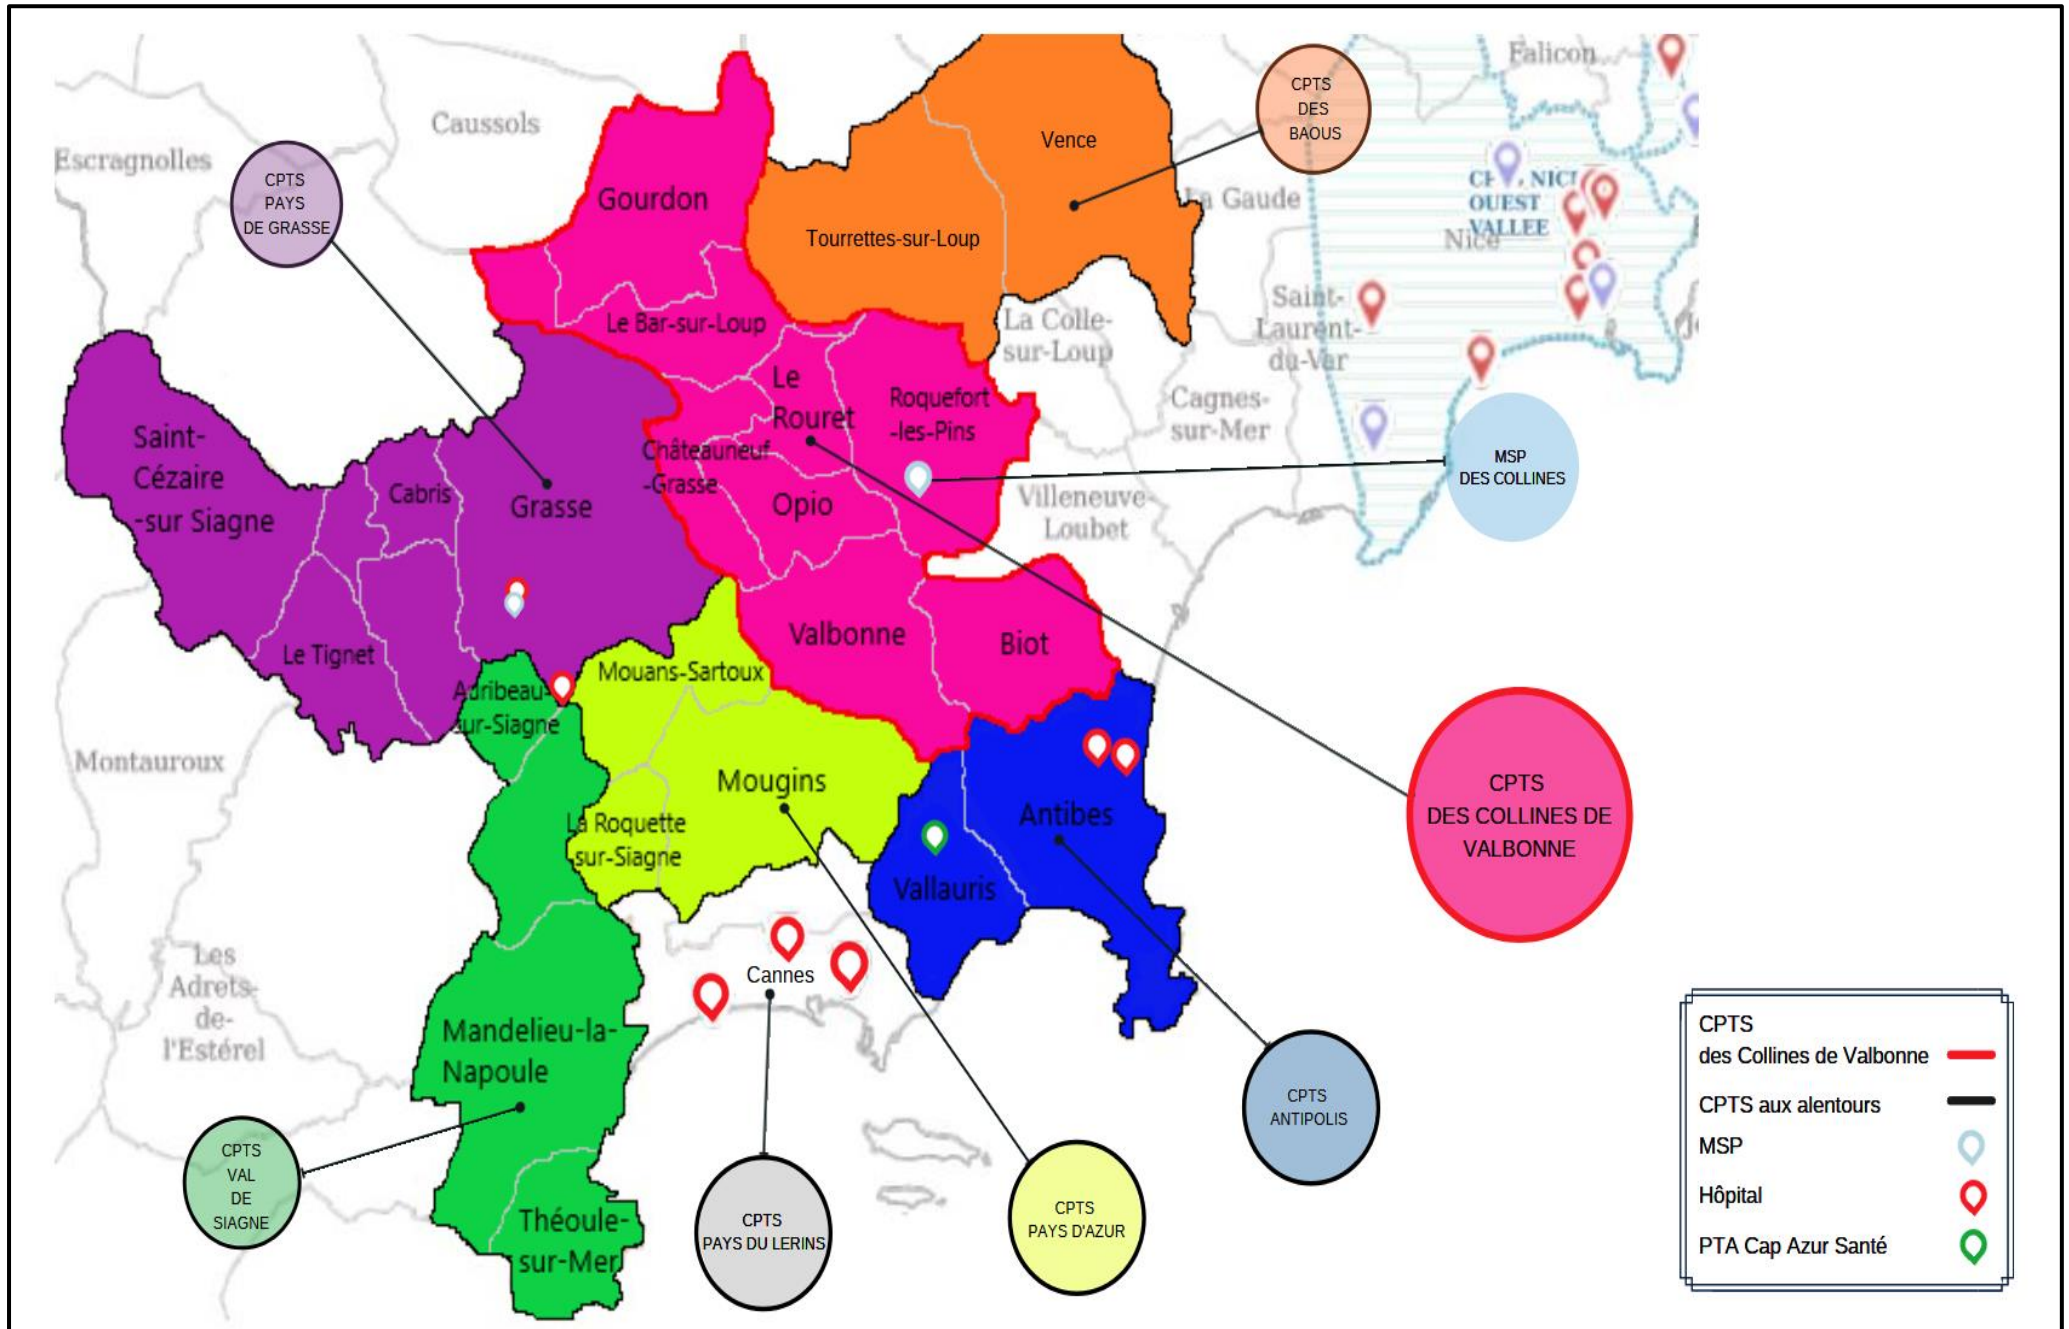 Falicon
CPTS
DES
BAOUS
Caussols
Vence
Escragnolles
CPTS
PAYS
DE GRASSE
Gourdon
La Gaude
NICE
OUEST
VALLEE
Nice
Tourrettes-sur-Loup
Saint-
Laurent-
du-Var
Le Bar-sur-Loup
La Colle-
sur-Loup
Le
Rouret
Roquefort
-les-Pins
Cagnes-
sur-Mer
Saint-
Cézaire
-sur Siagne
Châteauneuf
-Grasse
MSP
DES COLLINES
Cabris
Grasse
Opio
Villeneuve-
Loubet
Le Tignet
Valbonne
Biot
Mouans-Sartoux
Auribeau-
sur-Siagne
Montauroux
Mougins
CPTS
DES COLLINES DE
VALBONNE
La Roquette
sur-Siagne
Antibes
Vallauris
Les
Adrets-
de-
l'Estérel
Cannes
Mandelieu-la-
Napoule
CPTS
des Collines de Valbonne
CPTS aux alentours
MSP
Hôpital
PTA Cap Azur Santé
CPTS
ANTIPOLIS
CPTS
VAL
DE
SIAGNE
CPTS
PAYS DU LERINS
CPTS
PAYS D'AZUR
Théoule-
sur-Mer